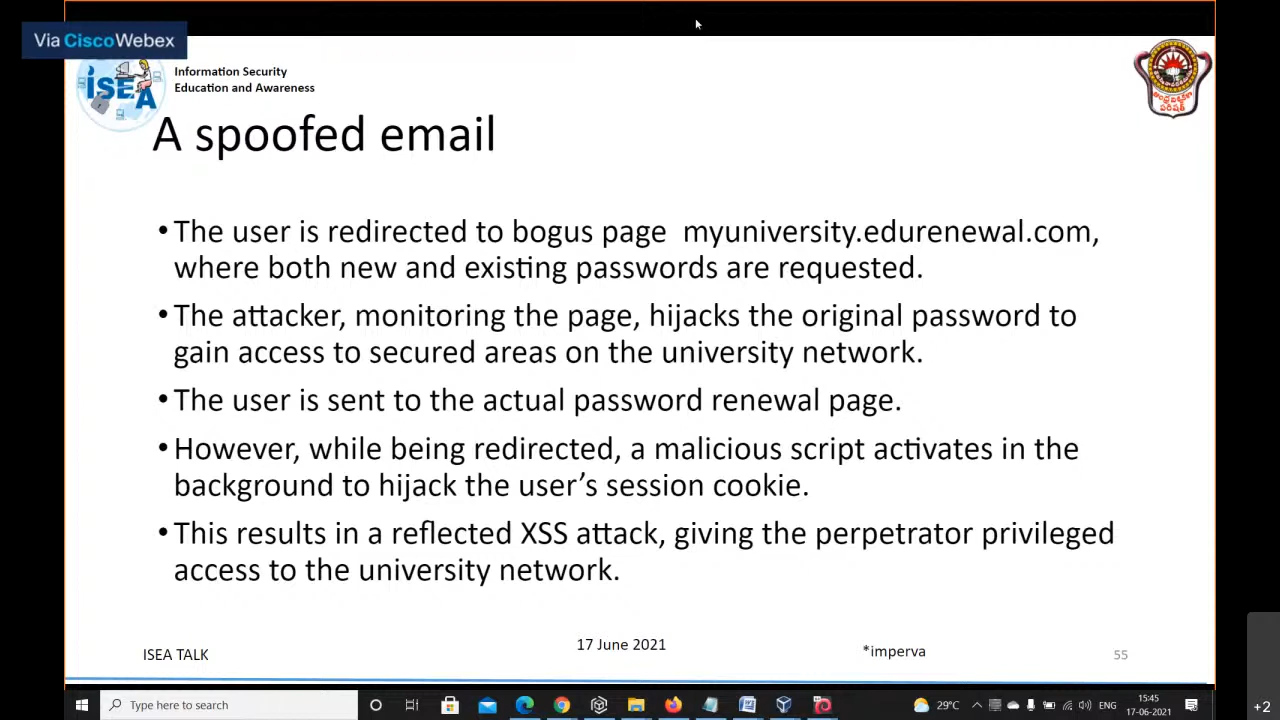 Via Cisco Webex
Information Security
Education and Awareness
ISEA
A spoofed email
• The user is redirected to bogus page myuniversity.edurenewal.com,
where both new and existing passwords are requested.
• The attacker, monitoring the page, hijacks the original password to
gain access to secured areas on the university network.
• The user is sent to the actual password renewal page.
• However, while being redirected, a malicious script activates in the
background to hijack the user’s session cookie.
• This results in a reflected XSS attack, giving the perpetrator privileged
access to the university network.
ISEA TALK
17 June 2021
*imperva
55
Type here to search
29°C
ENG
15:45
17-06-2021
+2